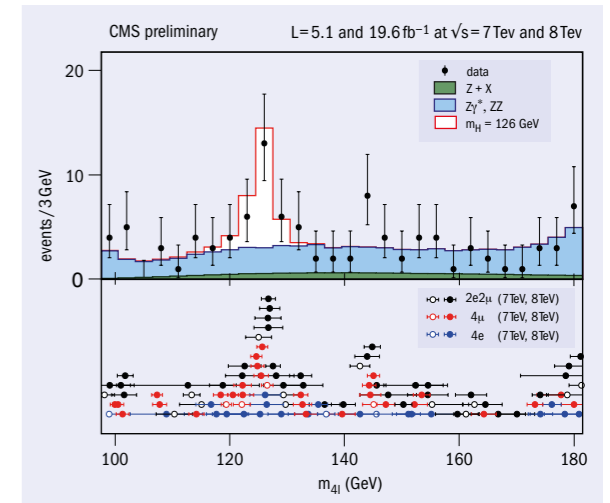 CMS preliminary L=5.1 and 19.6 fb⁻¹ at √s=7 Tev and 8 Tev
20
data
Z + X
Zγ*, ZZ
m_H = 126 GeV
10
events/3 GeV
0
2e2μ (7 TeV, 8 TeV)
4μ (7 TeV, 8 TeV)
4e (7 TeV, 8 TeV)
100 120 140 160 180
m_4l (GeV)